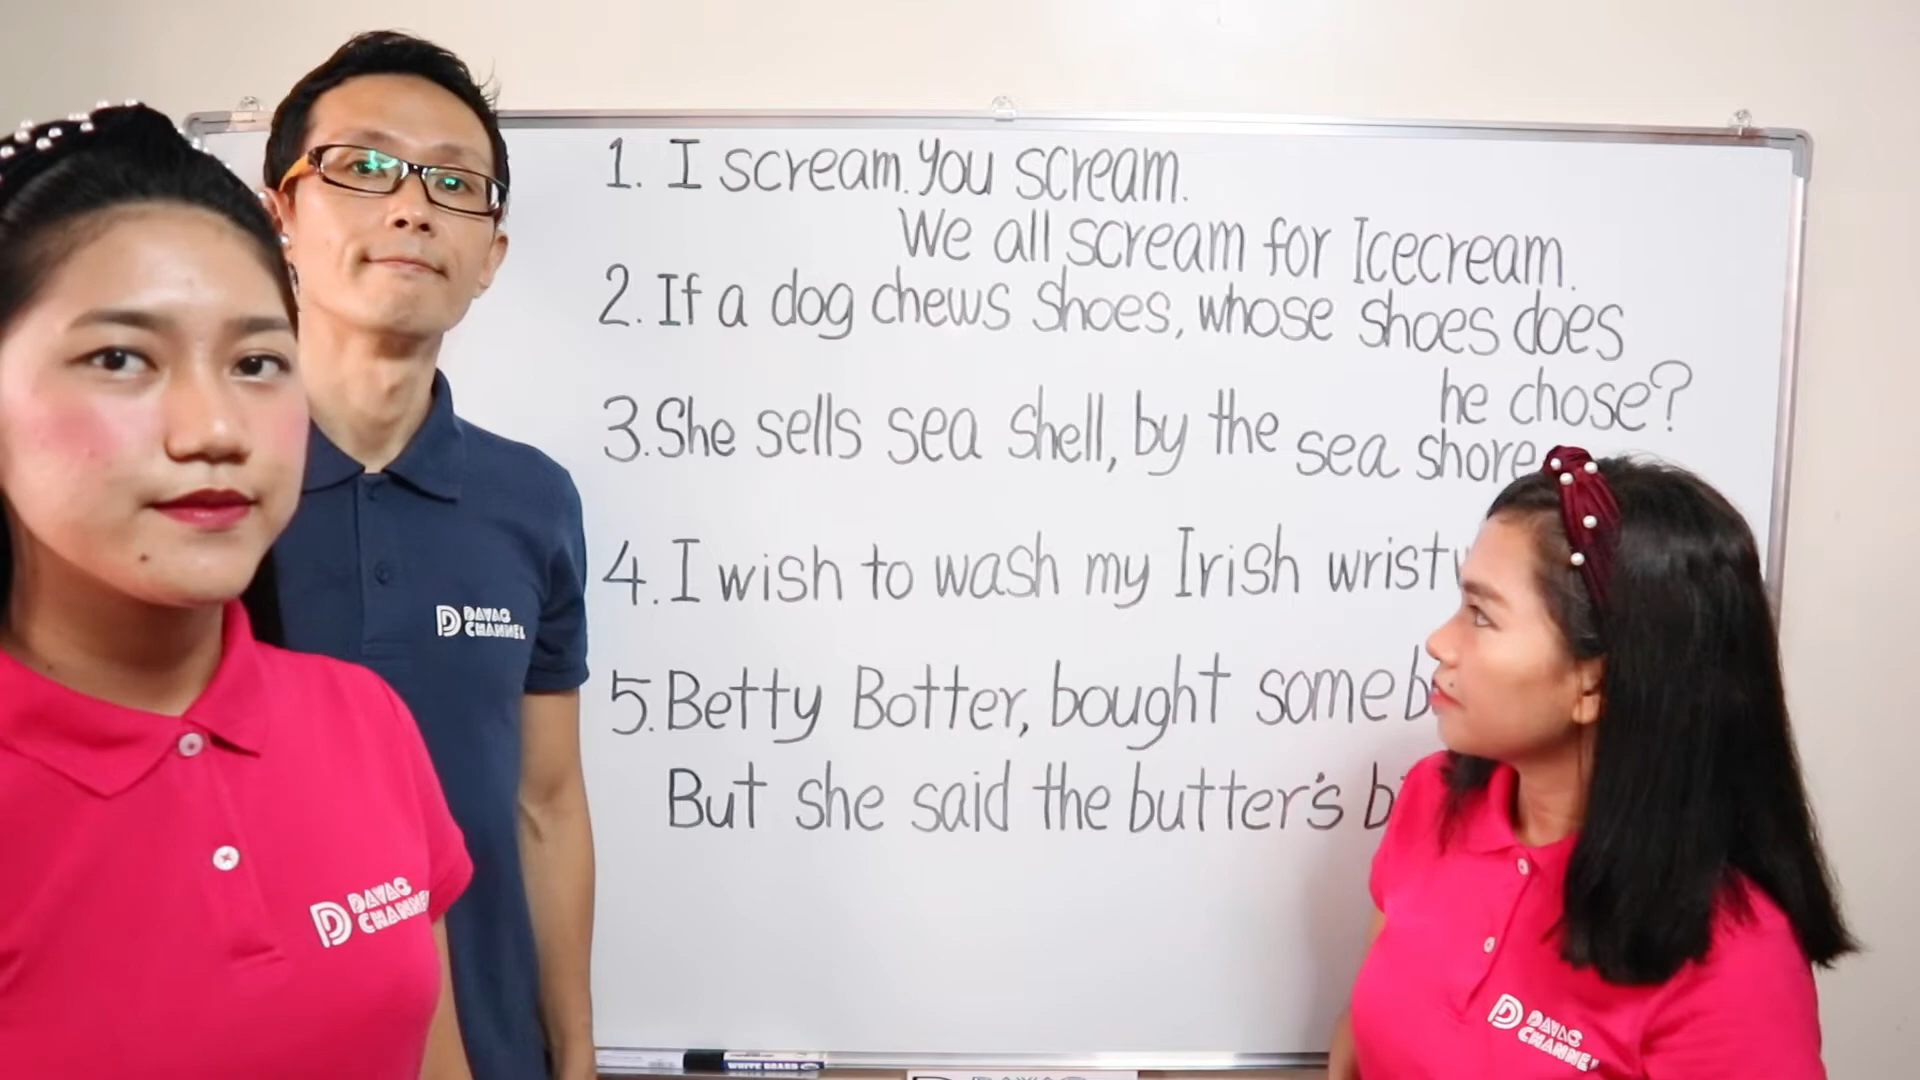 1. I scream. You scream.
We all scream for Icecream.
2. If a dog chews shoes, whose shoes does
he chose?
3. She sells sea shell, by the sea shore
4. I wish to wash my Irish
5. Betty Botter, bought some
But she said the butter's
DAVAO
CHANNEL
DAVAO
CHANNEL
DAVAO
CHANNEL
WHITE BOARD